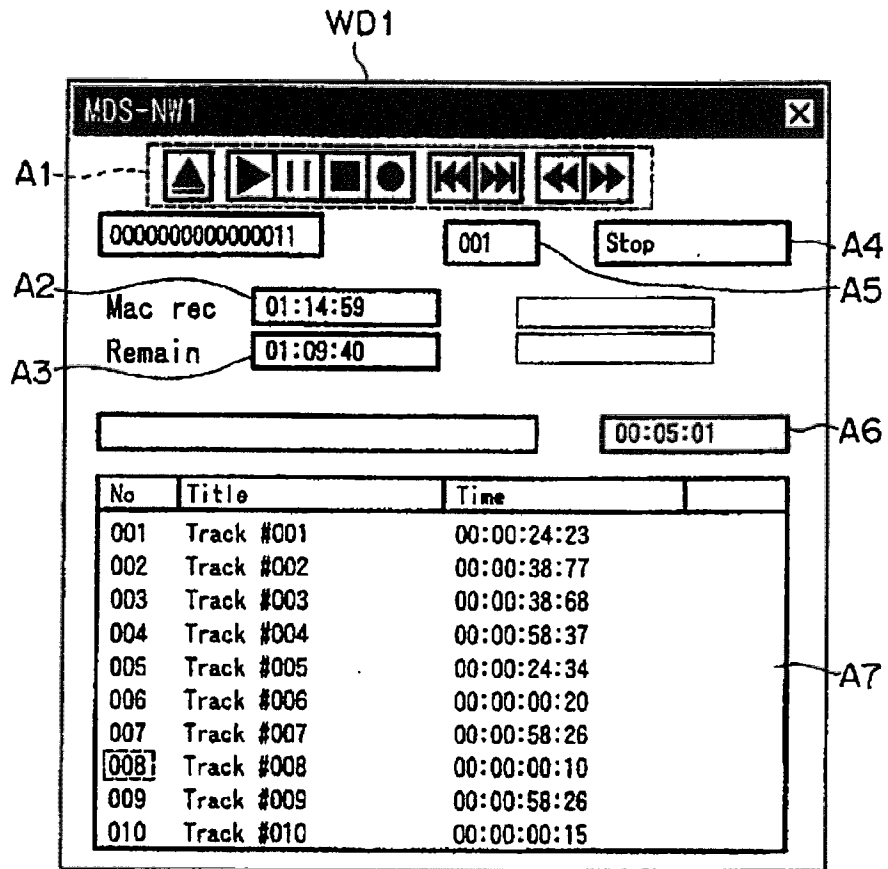 WD1
MDS-NW1
A1
0000000000000011 001 Stop A4
A5
A2 Mac rec 01:14:59
A3 Remain 01:09:40
00:05:01 A6
No Title Time
001 Track #001 00:00:24:23
002 Track #002 00:00:38:77
003 Track #003 00:00:38:68
004 Track #004 00:00:58:37
005 Track #005 00:00:24:34
006 Track #006 00:00:00:20
007 Track #007 00:00:58:26
008 Track #008 00:00:00:10
009 Track #009 00:00:58:26
010 Track #010 00:00:00:15
A7